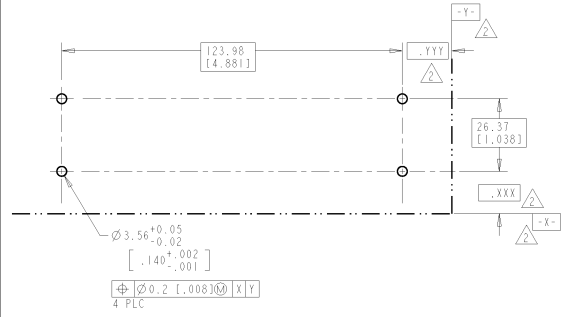 -Y-
2
123.98
[4.881]
.YYY
2
26.37
[1.038]
.XXX
2
-X-
2
Ø3.56 +0.05
-0.02
[ .140 +.002
-.001 ]
⌖ Ø0.2 [.008] Ⓜ X Y
4 PLC